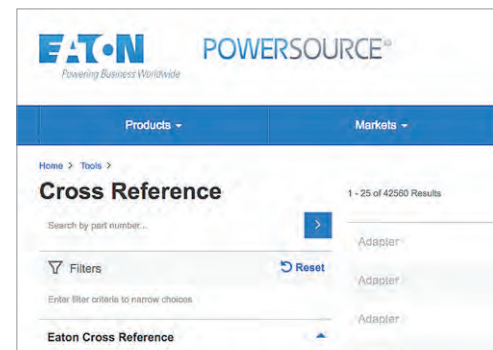 EATON
Powering Business Worldwide
POWERSOURCE
Products
Markets
Home > Tools >
Cross Reference
1 - 25 of 42560 Results
Search by part number...
>
Adapter
Filters
Reset
Adapter
Enter filter criteria to narrow choices
Adapter
Eaton Cross Reference